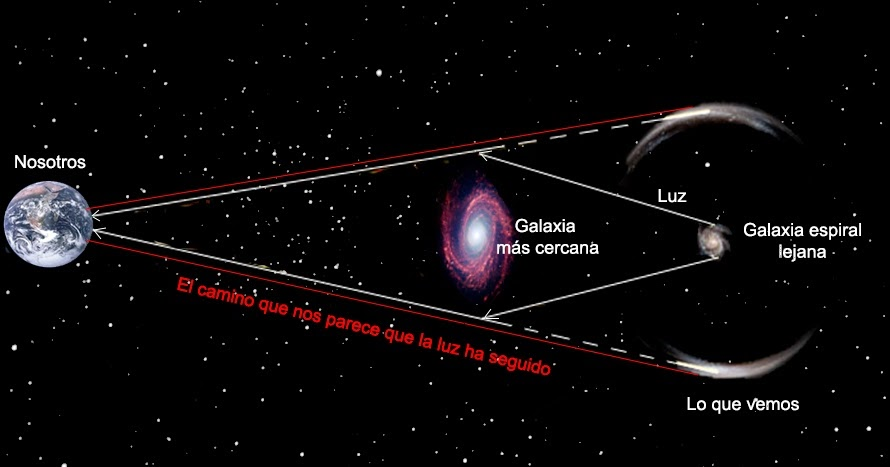 Nosotros
Luz
Galaxia
más cercana
Galaxia espiral
lejana
El camino que nos parece que la luz ha seguido
Lo que vemos